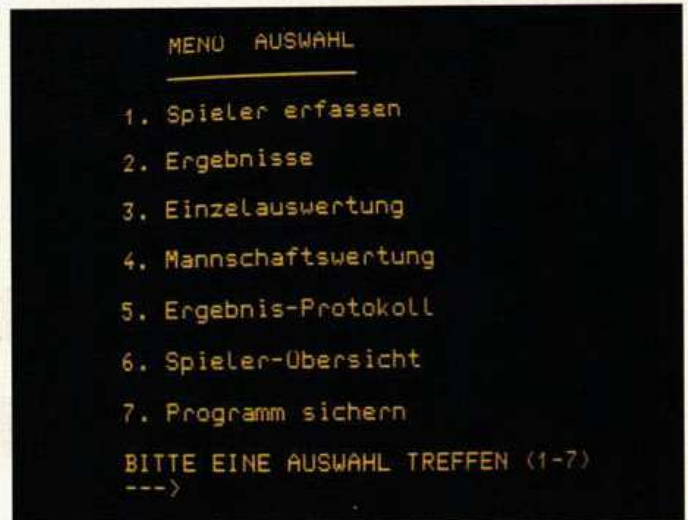 MENÜ AUSWAHL
1. Spieler erfassen
2. Ergebnisse
3. Einzelauswertung
4. Mannschaftswertung
5. Ergebnis-Protokoll
6. Spieler-Übersicht
7. Programm sichern
BITTE EINE AUSWAHL TREFFEN (1-7)
--->